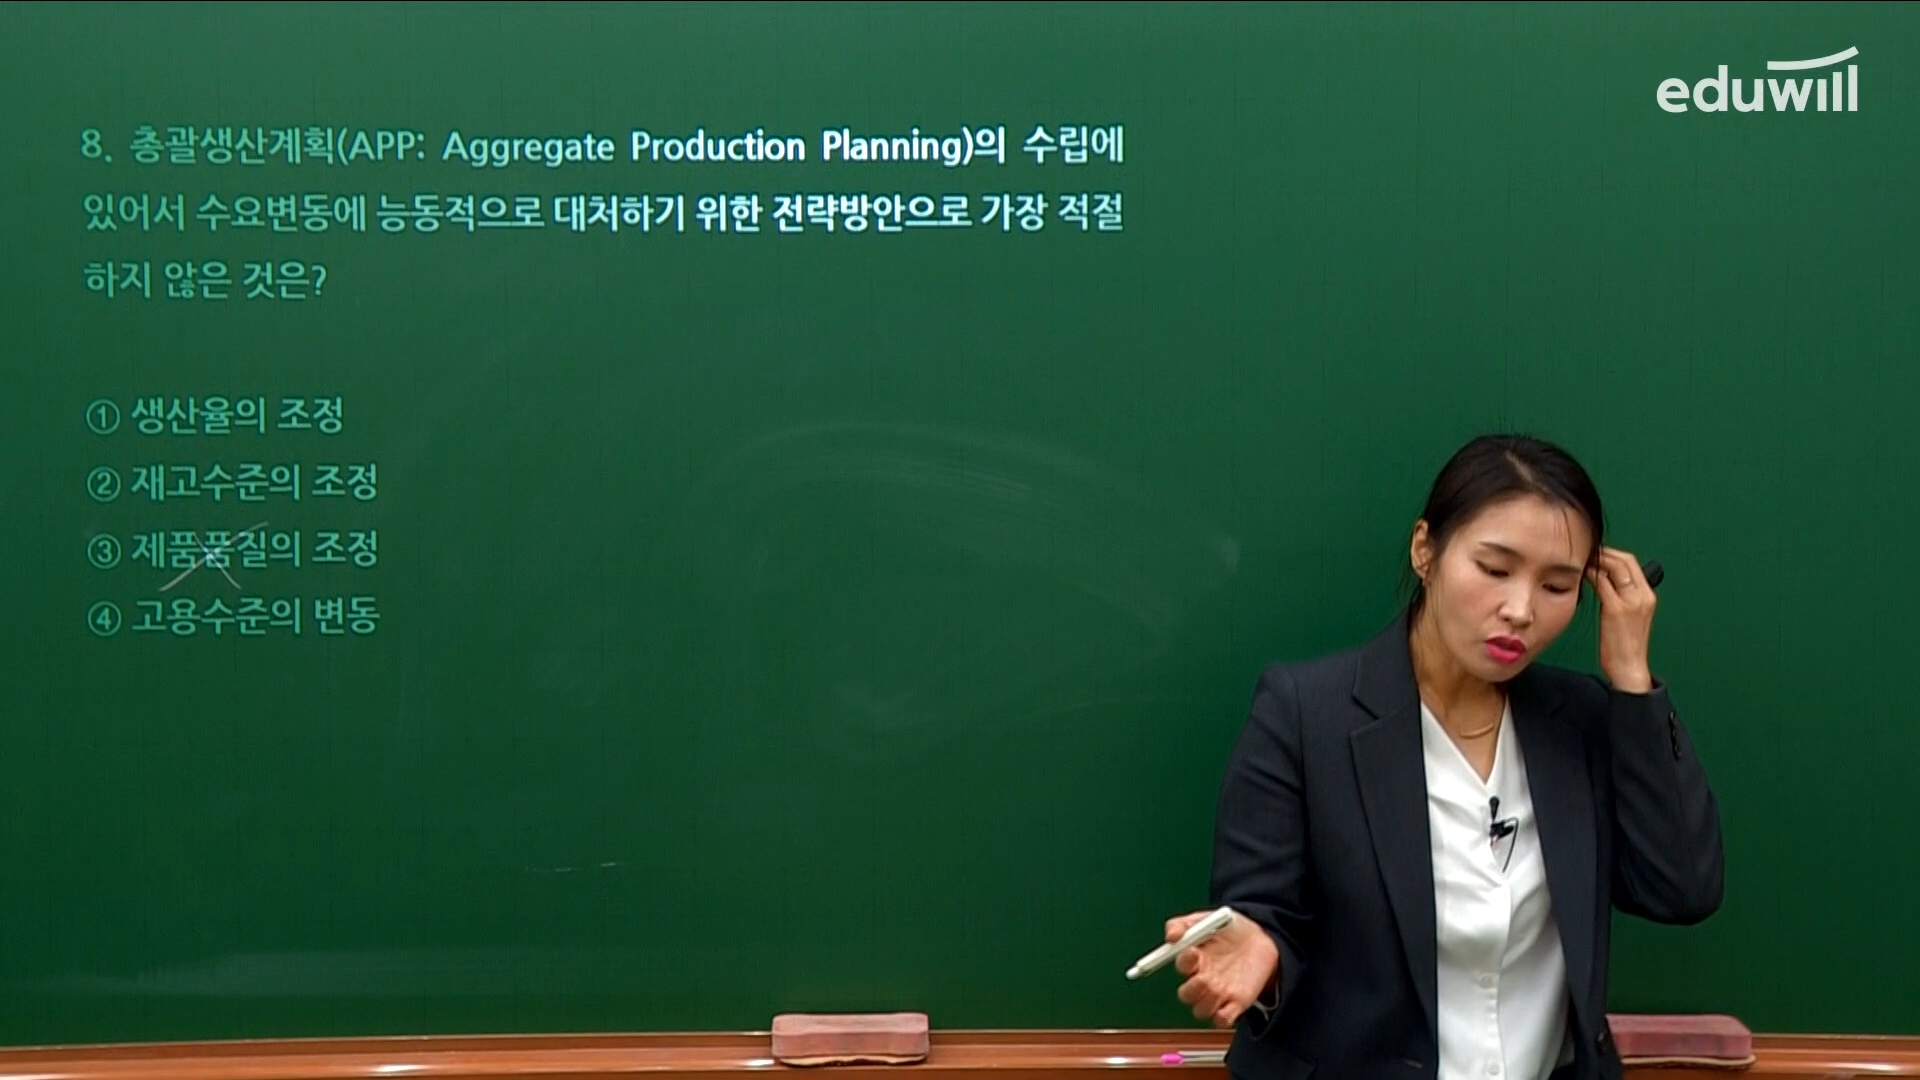 eduwill
8. 총괄생산계획(APP: Aggregate Production Planning)의 수립에
있어서 수요변동에 능동적으로 대처하기 위한 전략방안으로 가장 적절
하지 않은 것은?
① 생산율의 조정
② 재고수준의 조정
③ 제품품질의 조정
④ 고용수준의 변동